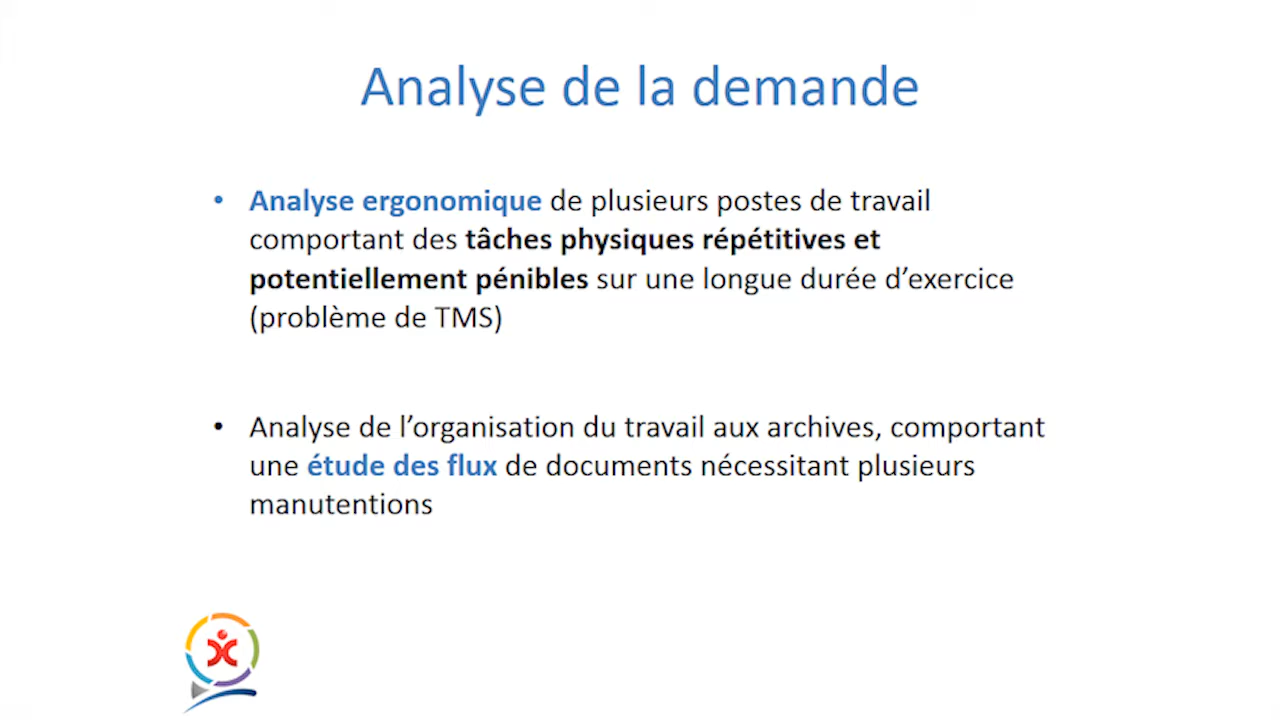 Analyse de la demande
• Analyse ergonomique de plusieurs postes de travail
comportant des tâches physiques répétitives et
potentiellement pénibles sur une longue durée d’exercice
(problème de TMS)
• Analyse de l’organisation du travail aux archives, comportant
une étude des flux de documents nécessitant plusieurs
manutentions